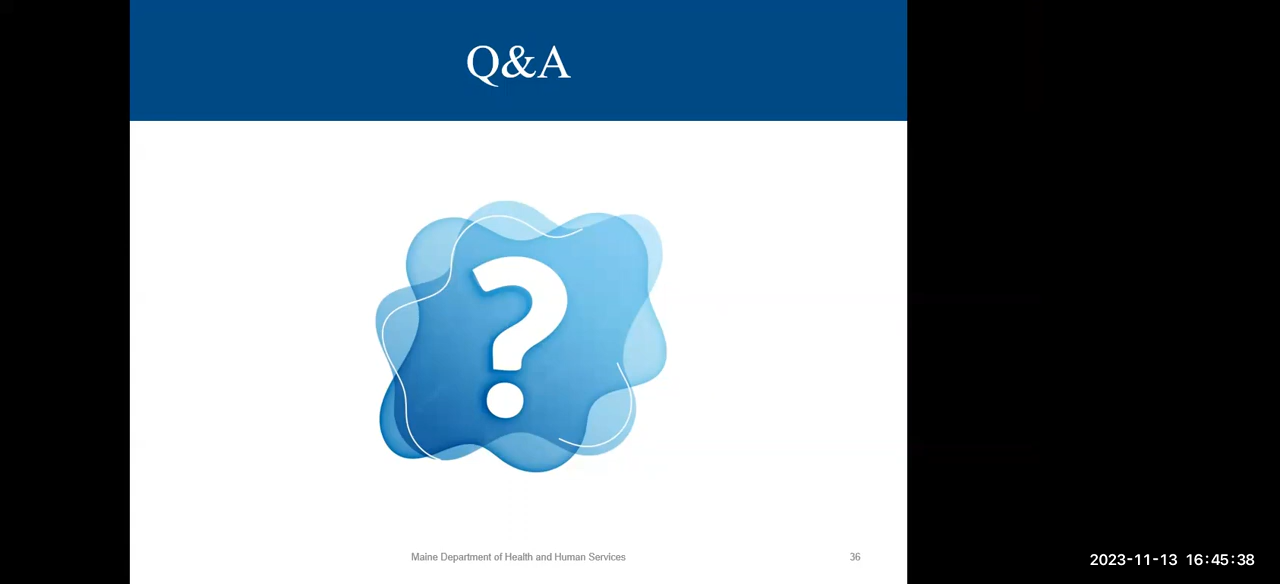 Q&A
?
Maine Department of Health and Human Services
36
2023-11-13 16:45:38